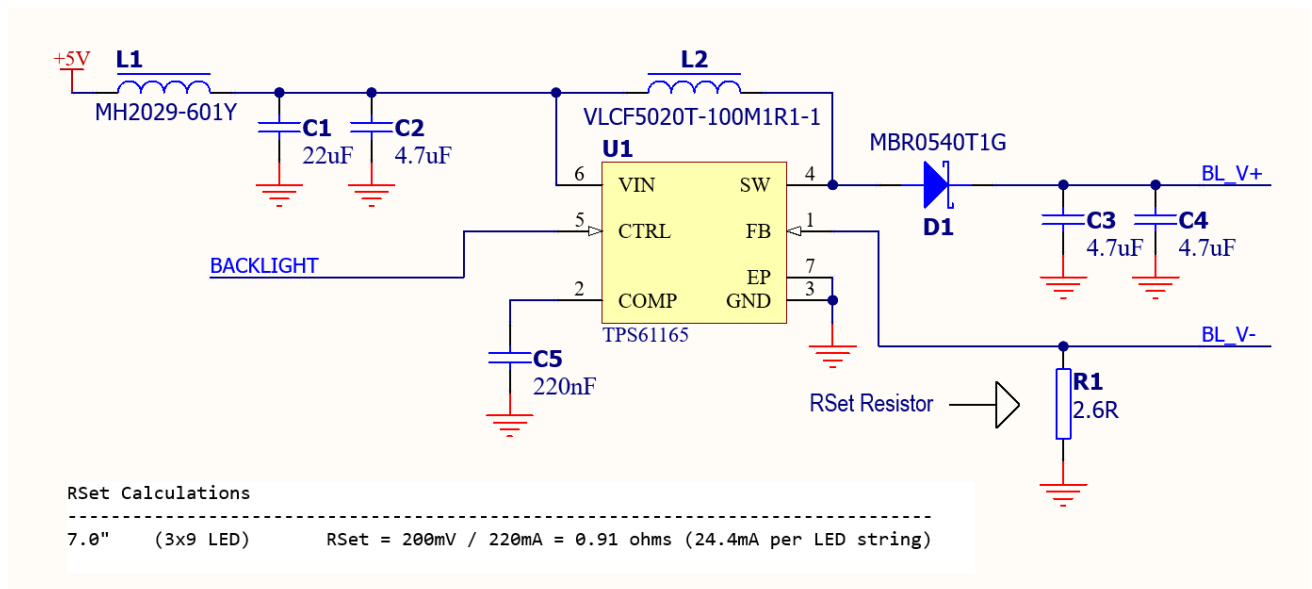 +5V
L1
MH2029-601Y
C1
22uF
C2
4.7uF
L2
VLCF5020T-100M1R1-1
U1
6 VIN
SW 4
5 CTRL
FB 1
EP 7
2 COMP
GND 3
TPS61165
BACKLIGHT
C5
220nF
MBR0540T1G
D1
BL_V+
C3
4.7uF
C4
4.7uF
BL_V-
RSet Resistor
R1
2.6R
RSet Calculations
--------------------------------------------------------------------------------
7.0" (3x9 LED) RSet = 200mV / 220mA = 0.91 ohms (24.4mA per LED string)